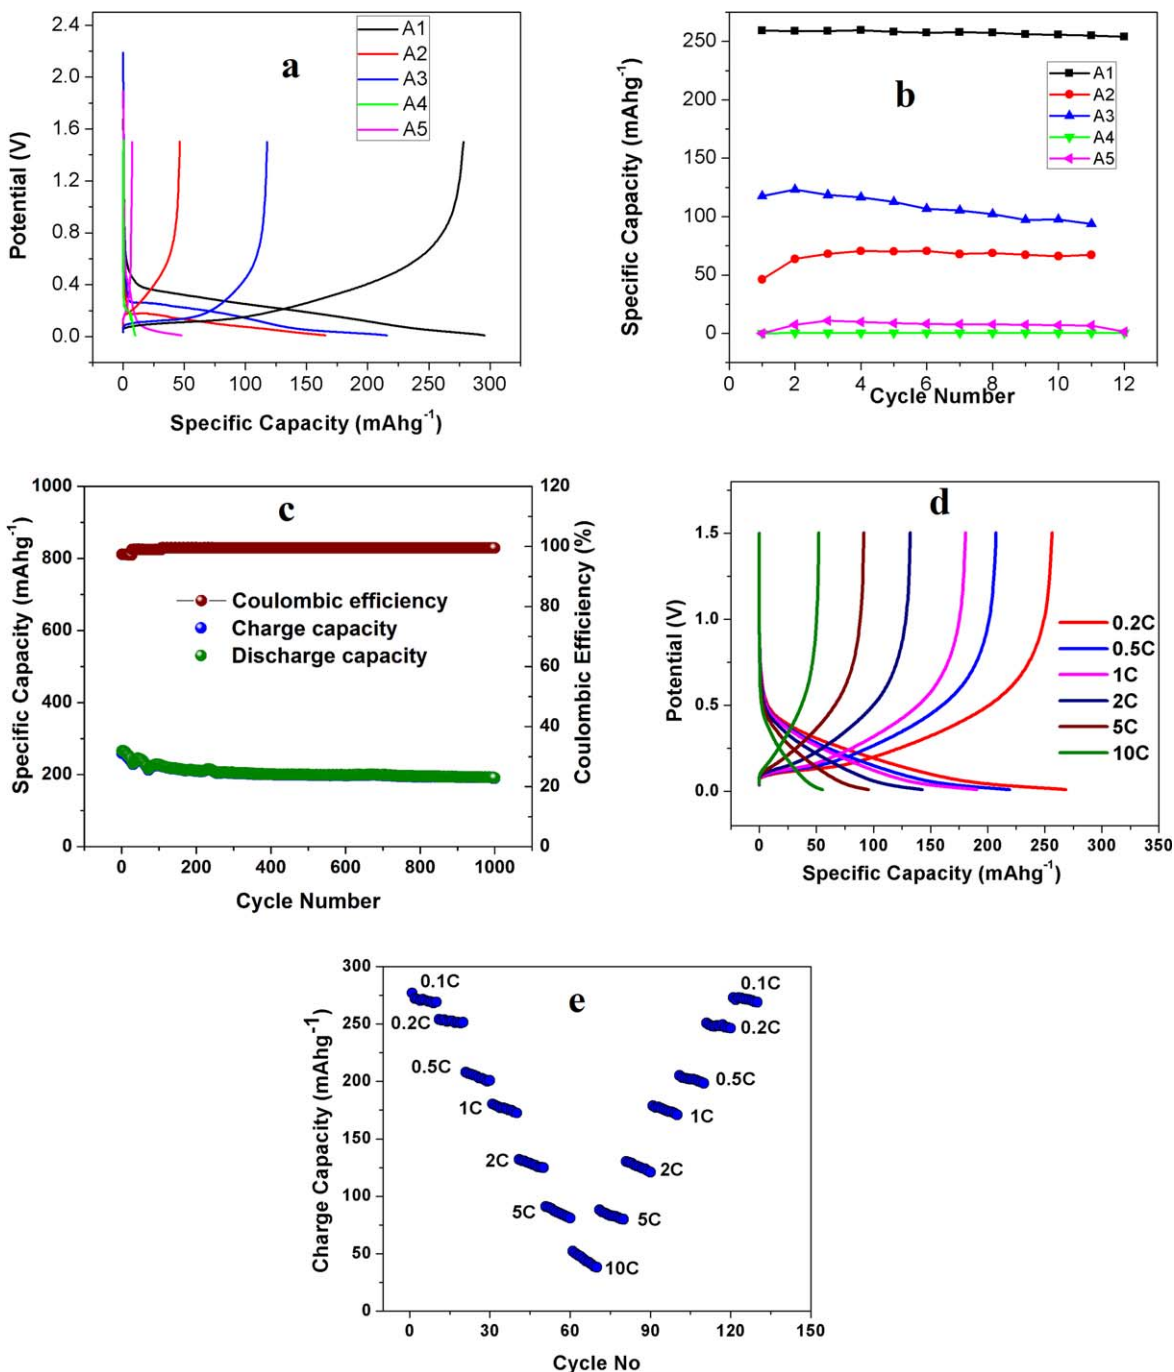 a
A1
A2
A3
A4
A5
2.4
2.0
1.6
1.2
0.8
0.4
0.0
Potential (V)
0 50 100 150 200 250 300
Specific Capacity (mAhg-1)
b
A1
A2
A3
A4
A5
250
200
150
100
50
0
Specific Capacity (mAhg-1)
0 2 4 6 8 10 12
Cycle Number
c
1000
800
600
400
200
0
Specific Capacity (mAhg-1)
Coulombic efficiency
Charge capacity
Discharge capacity
120
100
80
60
40
20
0
Coulombic Efficiency (%)
0 200 400 600 800 1000
Cycle Number
d
1.5
1.0
0.5
0.0
Potential (V)
0.2C
0.5C
1C
2C
5C
10C
0 50 100 150 200 250 300 350
Specific Capacity (mAhg-1)
e
300
250
200
150
100
50
0
Charge Capacity (mAhg-1)
0.1C
0.2C
0.5C
1C
2C
5C
10C
5C
2C
1C
0.5C
0.2C
0.1C
0 30 60 90 120 150
Cycle No